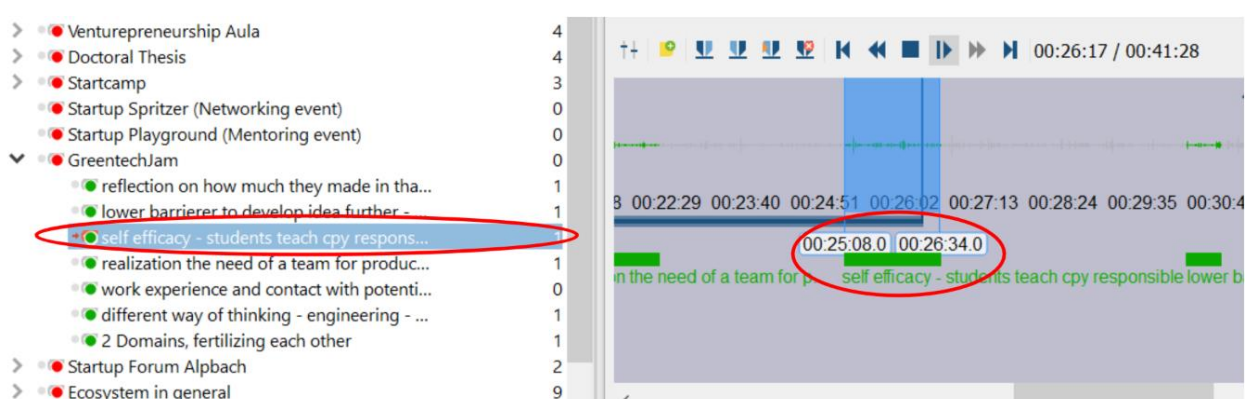 Venturepreneurship Aula 4
Doctoral Thesis 4
Startcamp 3
Startup Spritzer (Networking event) 0
Startup Playground (Mentoring event) 0
GreentechJam 0
reflection on how much they made in tha... 1
lower barrierer to develop idea further - ... 1
self efficacy - students teach cpy respons... 1
realization the need of a team for produc... 1
work experience and contact with potenti... 0
different way of thinking - engineering - ... 1
2 Domains, fertilizing each other 1
Startup Forum Alpbach 2
Ecosystem in general 9
00:26:17 / 00:41:28
8 00:22:29 00:23:40 00:24:51 00:26:02 00:27:13 00:28:24 00:29:35 00:30:4
00:25:08.0 00:26:34.0
n the need of a team for p... self efficacy - students teach cpy responsible lower b